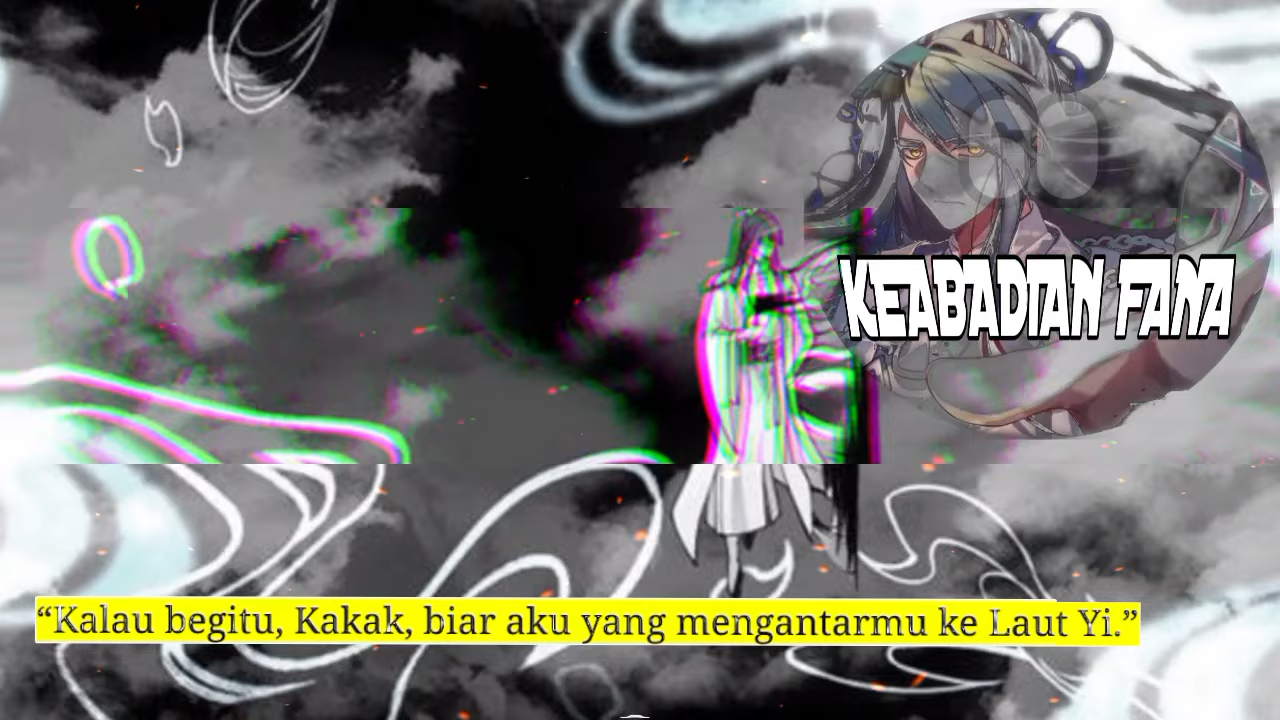 KEABADIAN FANA
“Kalau begitu, Kakak, biar aku yang mengantarmu ke Laut Yi.”